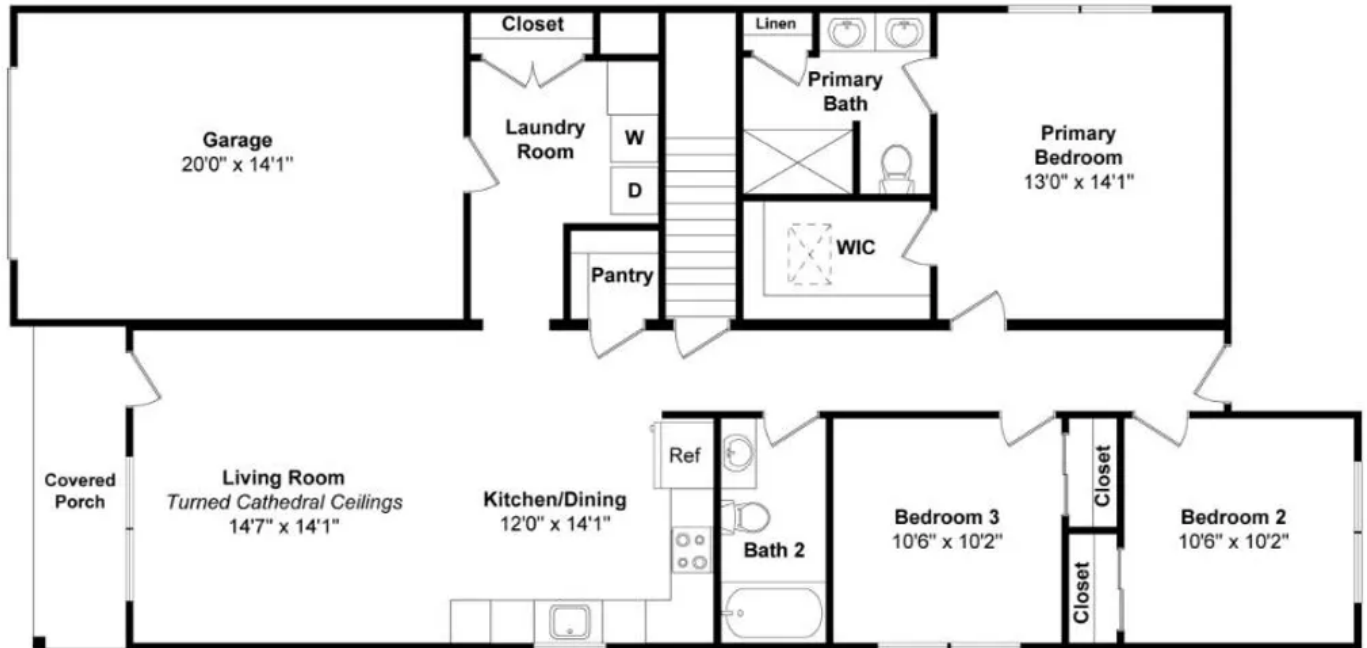 Closet
Linen
Primary
Bath
Garage
20'0" x 14'1"
Laundry
Room
W
D
Primary
Bedroom
13'0" x 14'1"
WIC
Pantry
Covered
Porch
Living Room
Turned Cathedral Ceilings
14'7" x 14'1"
Kitchen/Dining
12'0" x 14'1"
Ref
Bath 2
Bedroom 3
10'6" x 10'2"
Closet
Closet
Bedroom 2
10'6" x 10'2"